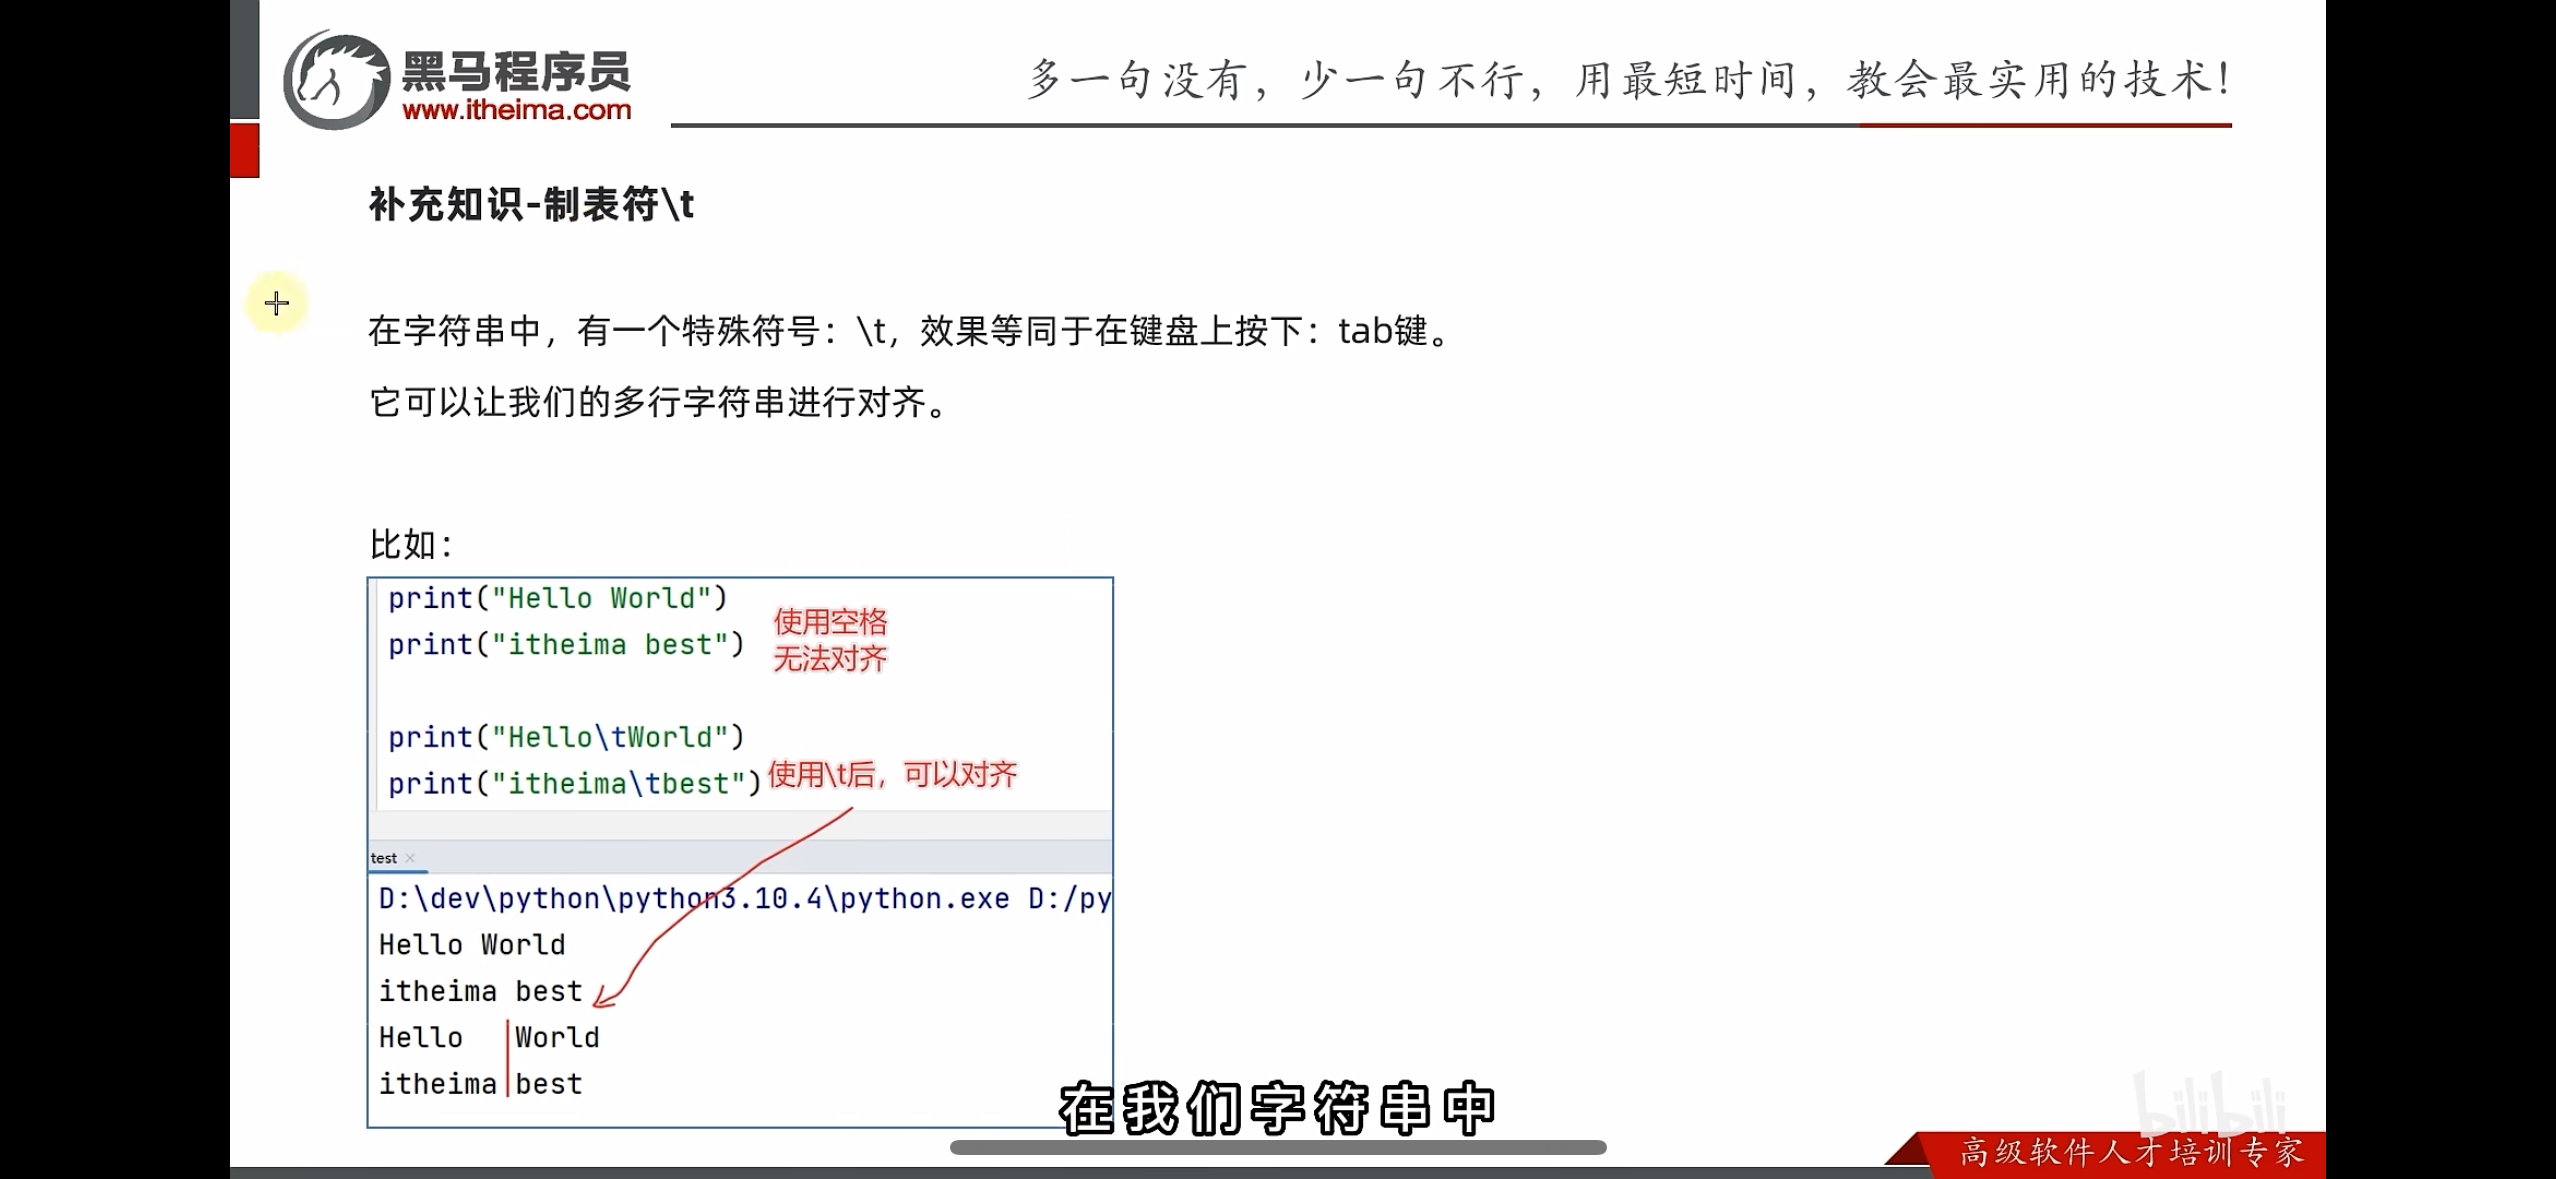 黑马程序员
www.itheima.com
多一句没有，少一句不行，用最短时间，教会最实用的技术！
补充知识-制表符\t
在字符串中，有一个特殊符号：\t，效果等同于在键盘上按下：tab键。
它可以让我们的多行字符串进行对齐。
比如：
print("Hello World")
print("itheima best")
使用空格
无法对齐
print("Hello\tWorld")
print("itheima\tbest")
使用\t后，可以对齐
test
D:\dev\python\python3.10.4\python.exe D:/py
Hello World
itheima best
Hello   World
itheima best
在我们字符串中
bilibili
高级软件人才培训专家